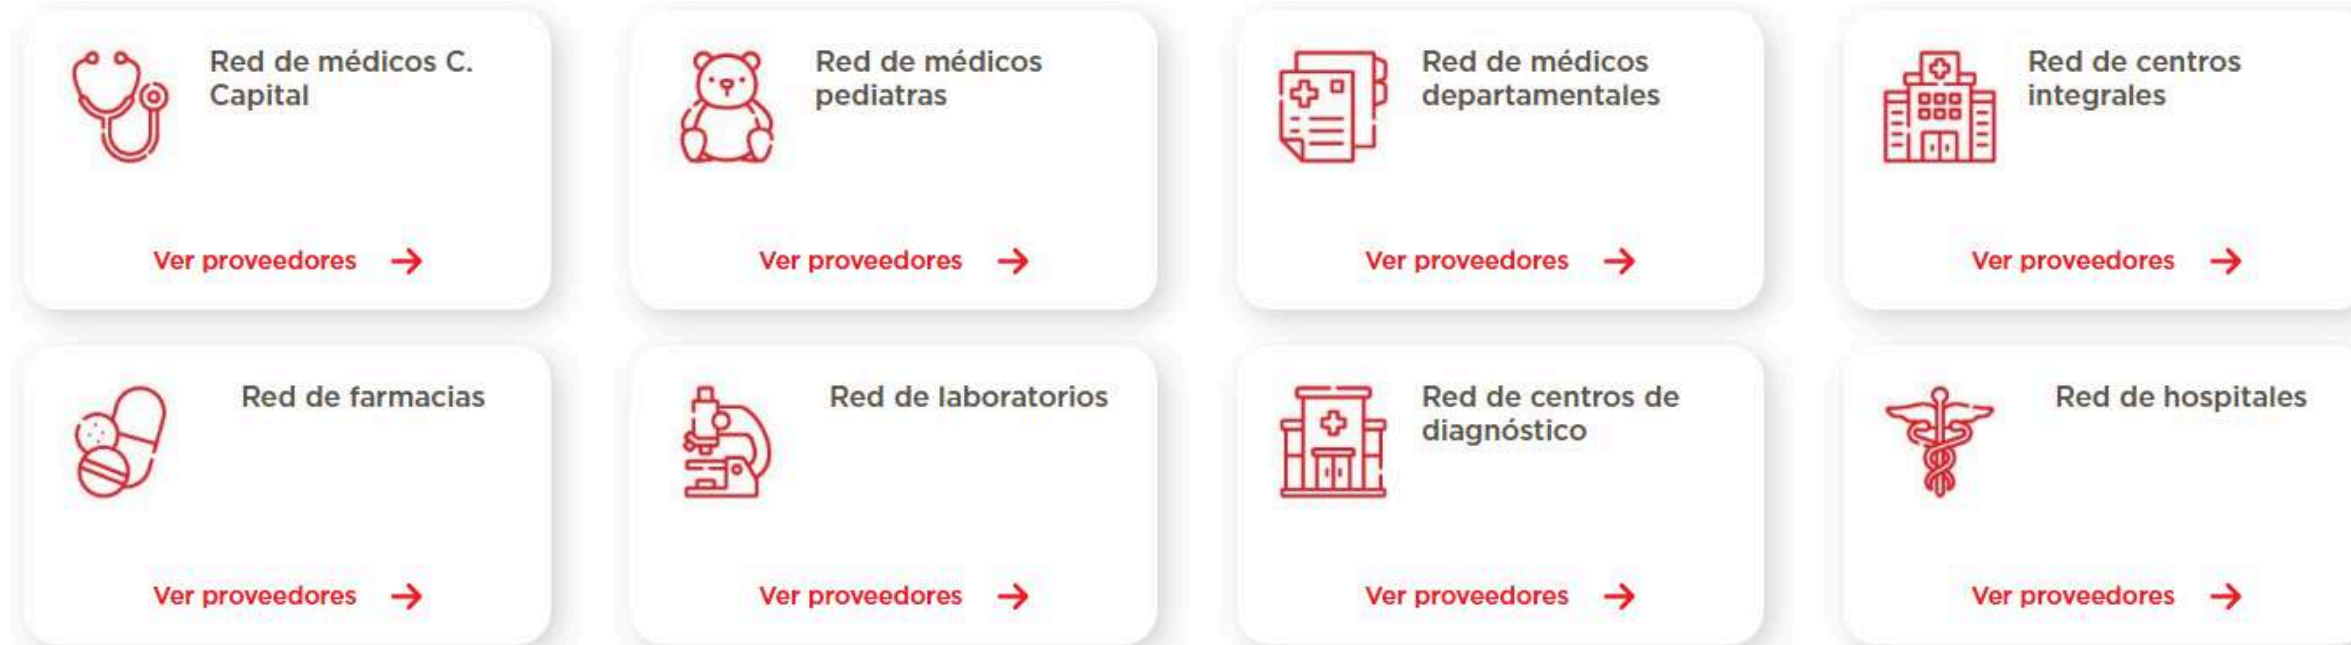 Red de médicos C.
Capital
Ver proveedores
Red de médicos
pediatras
Ver proveedores
Red de médicos
departamentales
Ver proveedores
Red de centros
integrales
Ver proveedores
Red de farmacias
Ver proveedores
Red de laboratorios
Ver proveedores
Red de centros de
diagnóstico
Ver proveedores
Red de hospitales
Ver proveedores